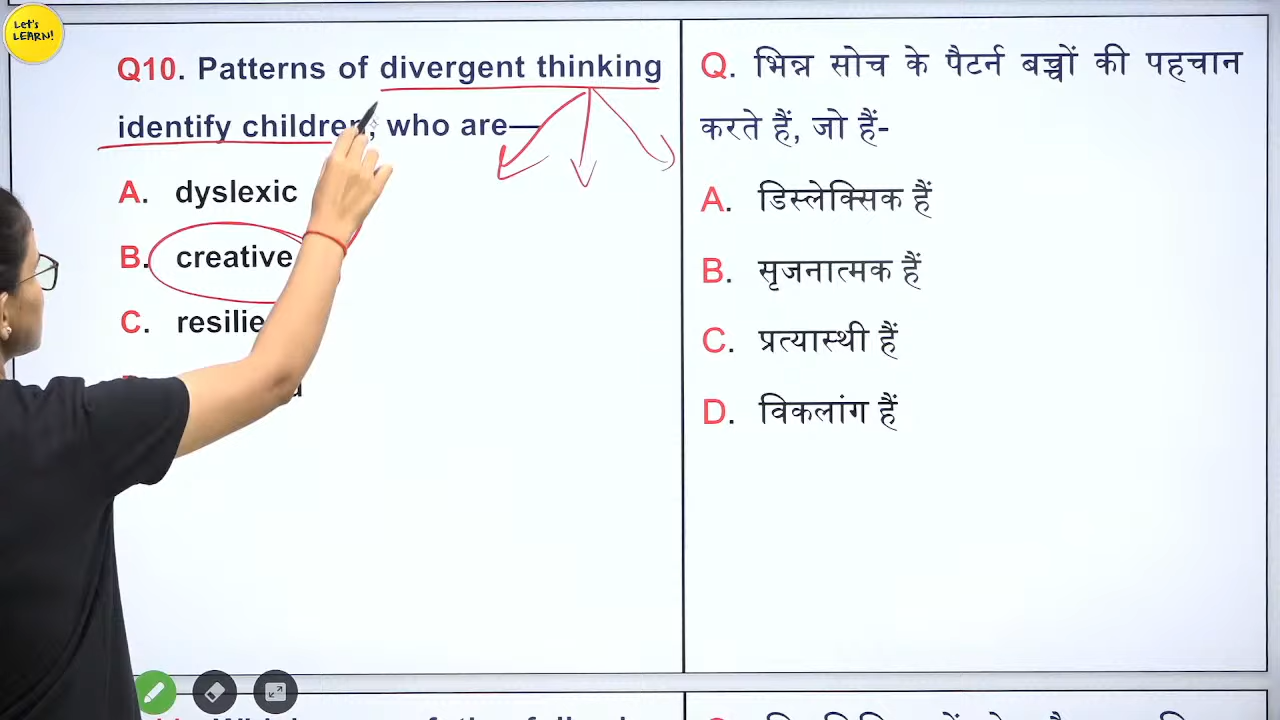 Let's
LEARN!
Q10. Patterns of divergent thinking
identify children, who are—
A. dyslexic
B. creative
C.
Q. भिन्न सोच के पैटर्न बच्चों की पहचान
करते हैं, जो हैं-
A. डिस्लेक्सिक हैं
B. सृजनात्मक हैं
C. प्रत्यास्थी हैं
D. विकलांग हैं